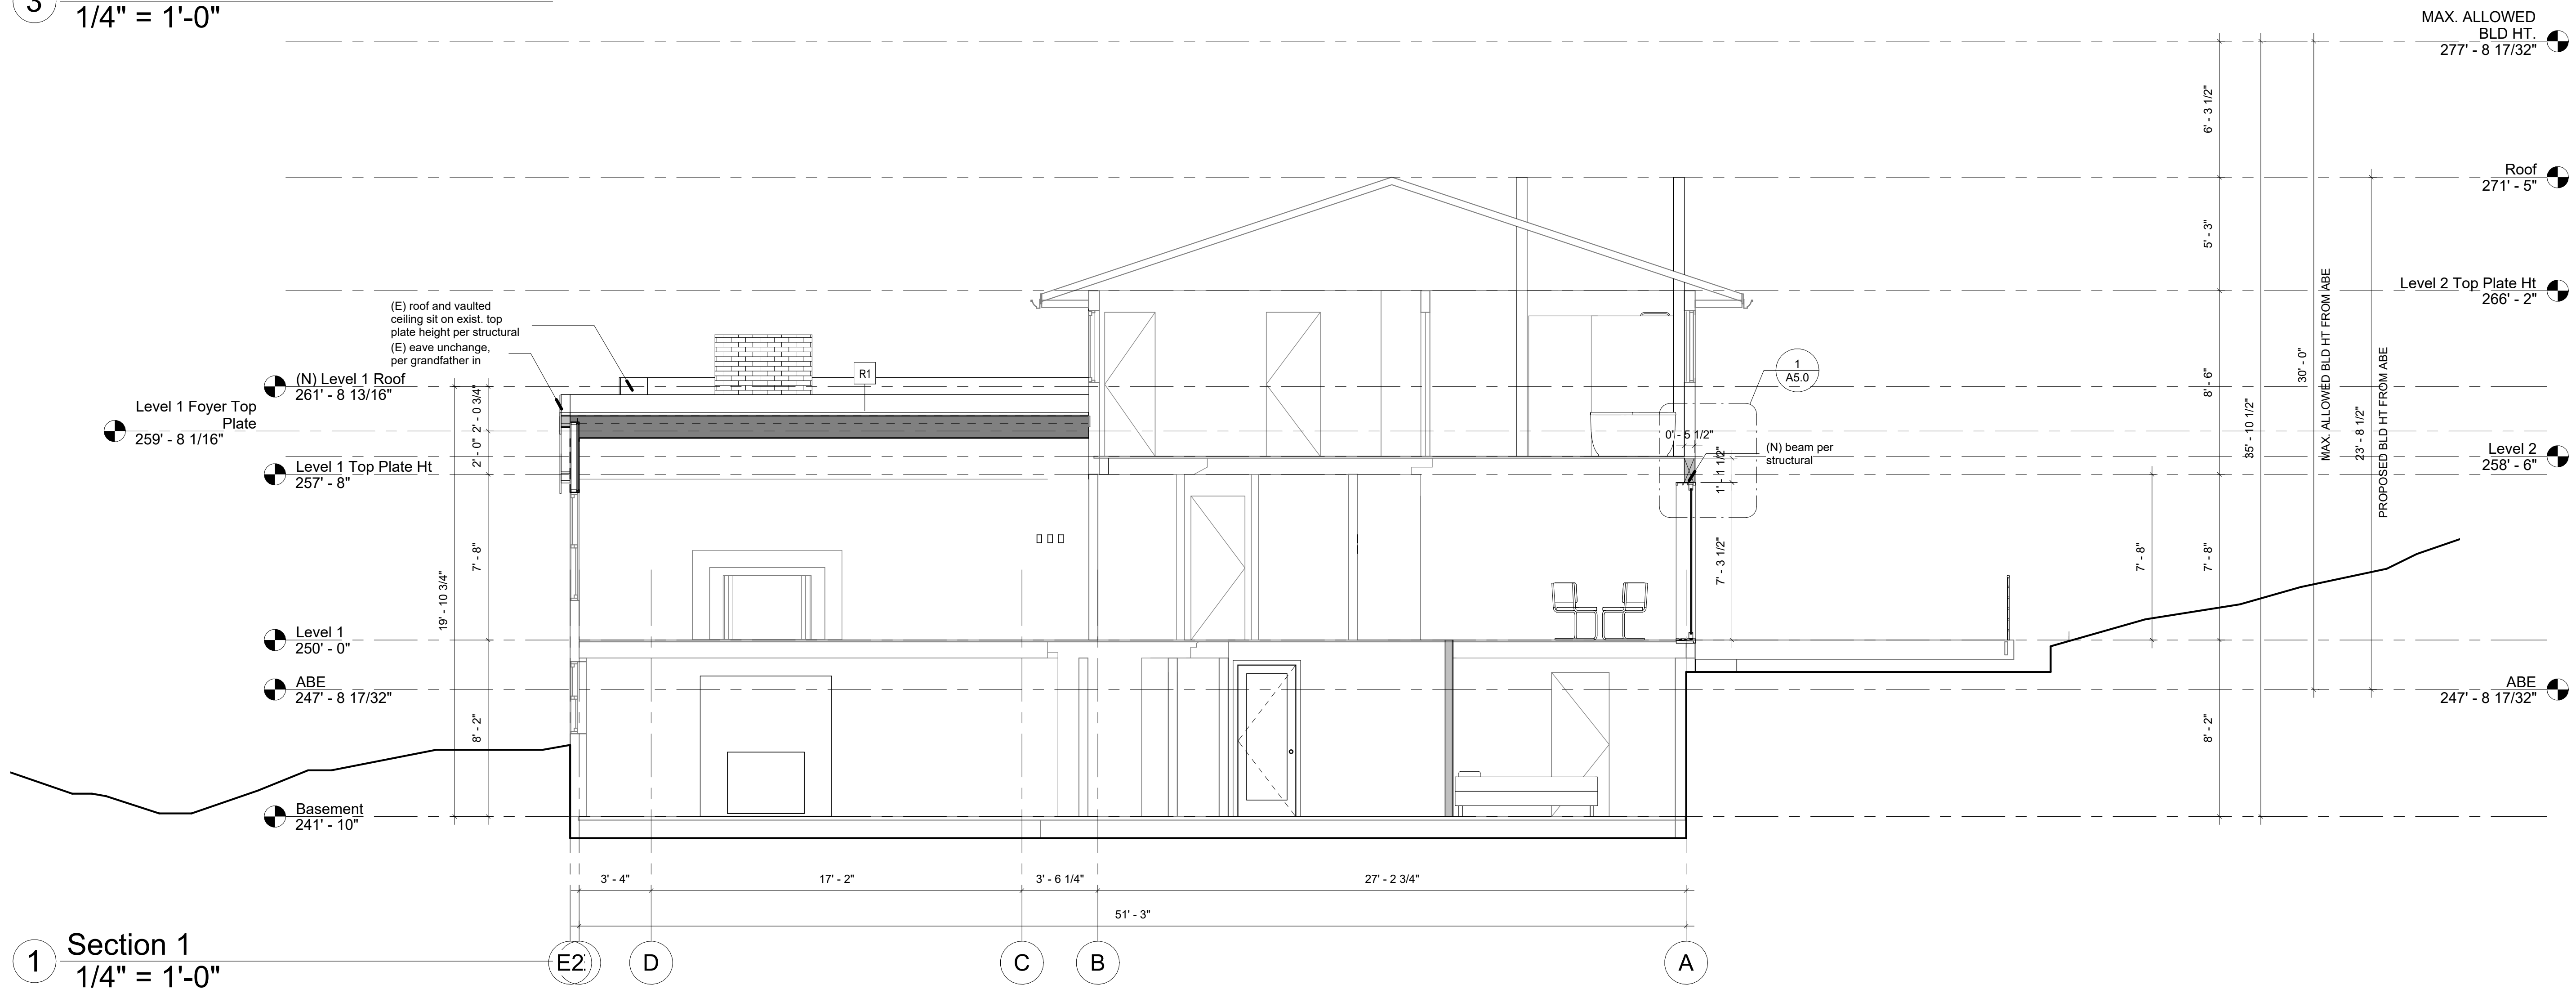 3
1/4" = 1'-0"
MAX. ALLOWED
BLD HT.
277' - 8 17/32"
6' - 3 1/2"
Roof
271' - 5"
5' - 3"
Level 2 Top Plate Ht
266' - 2"
(E) roof and vaulted
ceiling sit on exist. top
plate height per structural
(E) eave unchange,
per grandfather in
R1
1
A5.0
30' - 0"
MAX. ALLOWED BLD HT FROM ABE
PROPOSED BLD HT FROM ABE
(N) Level 1 Roof
261' - 8 13/16"
2' - 0 3/4"
8' - 6"
Level 1 Foyer Top
Plate
259' - 8 1/16"
2' - 0"
0' - 5 1/2"
(N) beam per
structural
35' - 10 1/2"
23' - 8 1/2"
Level 2
258' - 6"
Level 1 Top Plate Ht
257' - 8"
1' - 1 1/2"
7' - 8"
7' - 3 1/2"
7' - 8"
7' - 8"
19' - 10 3/4"
Level 1
250' - 0"
ABE
247' - 8 17/32"
ABE
247' - 8 17/32"
8' - 2"
8' - 2"
Basement
241' - 10"
3' - 4"
17' - 2"
3' - 6 1/4"
27' - 2 3/4"
51' - 3"
1
Section 1
1/4" = 1'-0"
E2
D
C
B
A